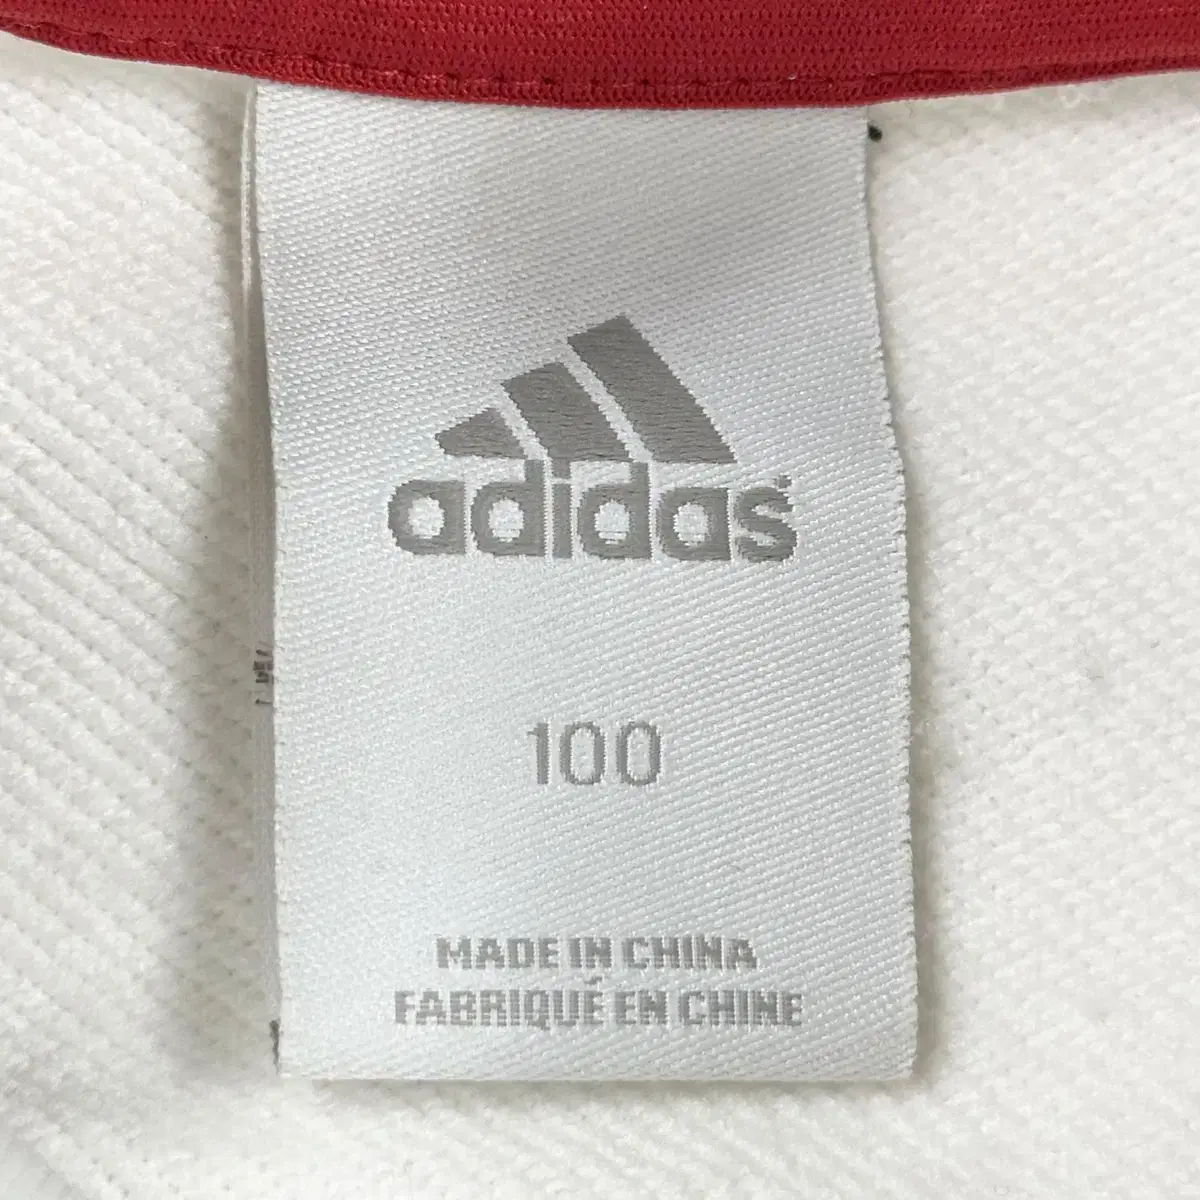 adidas
100
MADE IN CHINA
FABRIQUÉ EN CHINE